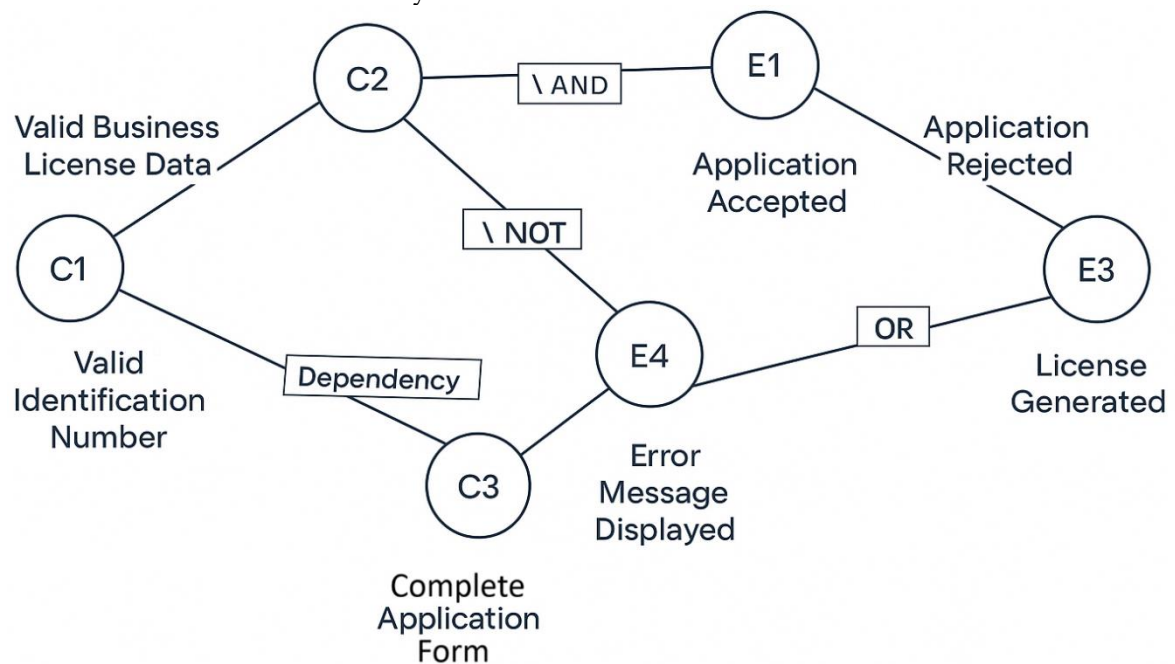 C2
\ AND
E1
Valid Business
License Data
Application
Rejected
Application
Accepted
\ NOT
C1
E3
OR
E4
Valid
Identification
Number
Dependency
License
Generated
C3
Error
Message
Displayed
Complete
Application
Form